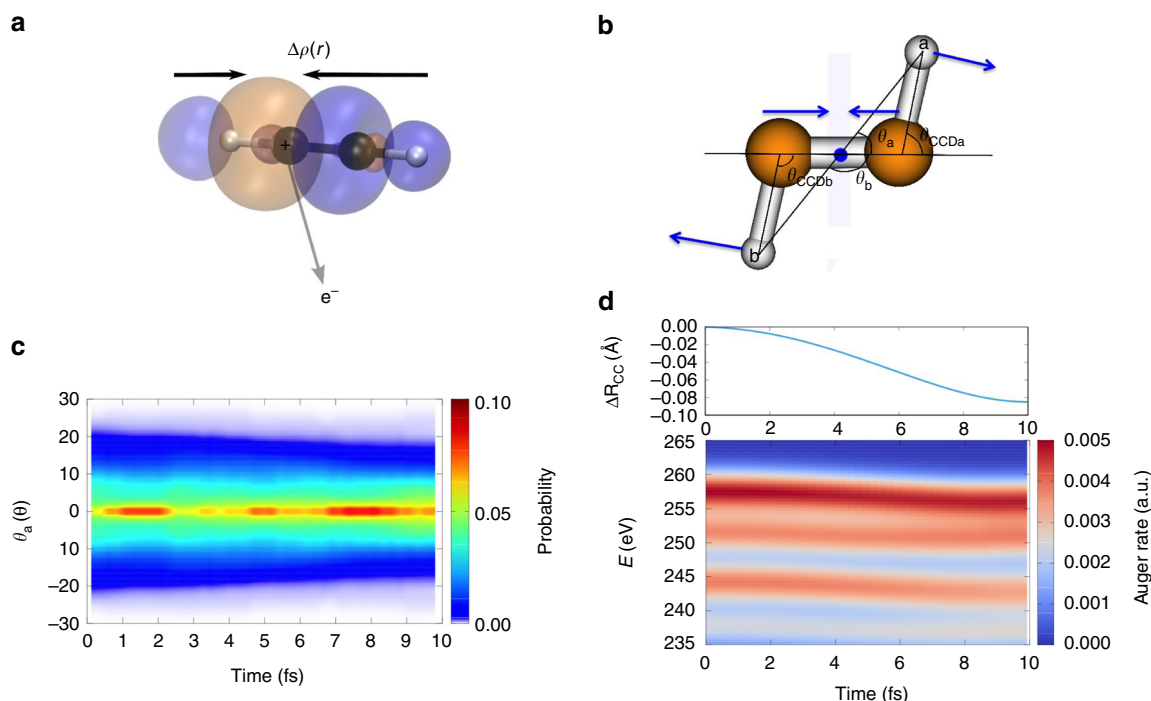 a
Δρ(r)
+
e⁻
b
a
θa
θCCDa
θCCDb
θb
b
c
30
20
10
0
10
–20
–30
θa (θ)
0 1 2 3 4 5 6 7 8 9 10
Time (fs)
0.10
0.05
0.00
Probability
d
0.00
–0.02
–0.04
–0.06
–0.08
–0.10
ΔRCC (Å)
0 2 4 6 8 10
265
260
255
250
245
240
235
E (eV)
0 2 4 6 8 10
Time (fs)
0.005
0.004
0.003
0.002
0.001
0.000
Auger rate (a.u.)